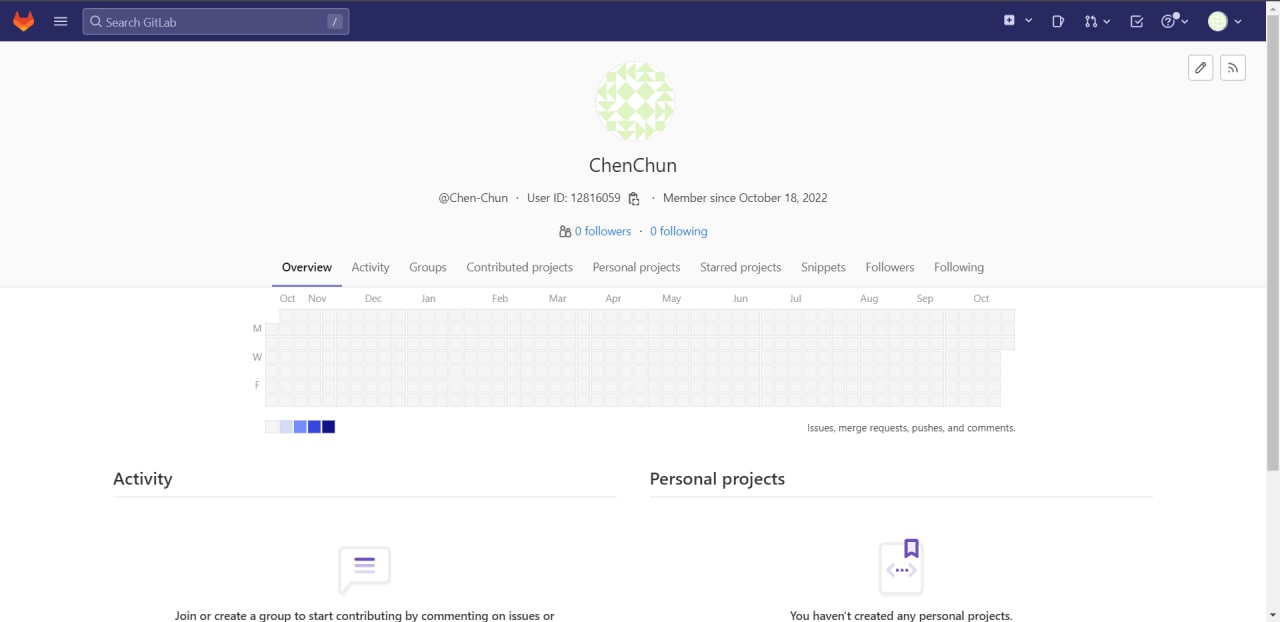 Search GitLab /
ChenChun
@Chen-Chun · User ID: 12816059 · Member since October 18, 2022
0 followers · 0 following
Overview Activity Groups Contributed projects Personal projects Starred projects Snippets Followers Following
Oct Nov Dec Jan Feb Mar Apr May Jun Jul Aug Sep Oct
M
W
F
Issues, merge requests, pushes, and comments.
Activity Personal projects
Join or create a group to start contributing by commenting on issues or
You haven't created any personal projects.